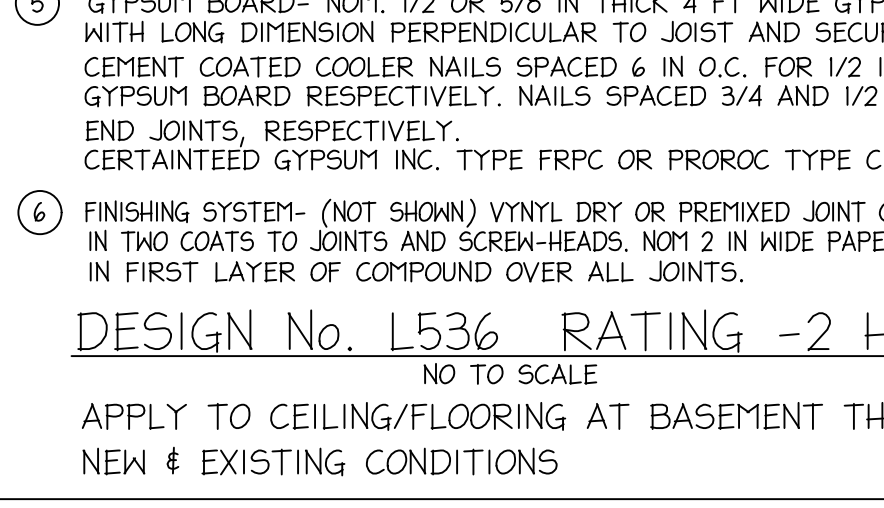 5 GYPSUM BOARD- NOM. 1/2 OR 5/8 IN THICK 4 FT WIDE GYP
WITH LONG DIMENSION PERPENDICULAR TO JOIST AND SECU
CEMENT COATED COOLER NAILS SPACED 6 IN O.C. FOR 1/2 I
GYPSUM BOARD RESPECTIVELY. NAILS SPACED 3/4 AND 1/2
END JOINTS, RESPECTIVELY.
CERTAINTEED GYPSUM INC. TYPE FRPC OR PROROC TYPE C
6 FINISHING SYSTEM- (NOT SHOWN) VYNYL DRY OR PREMIXED JOINT
IN TWO COATS TO JOINTS AND SCREW-HEADS. NOM 2 IN WIDE PAPE
IN FIRST LAYER OF COMPOUND OVER ALL JOINTS.
DESIGN No. L536 RATING -2 H
NO TO SCALE
APPLY TO CEILING/FLOORING AT BASEMENT TH
NEW & EXISTING CONDITIONS